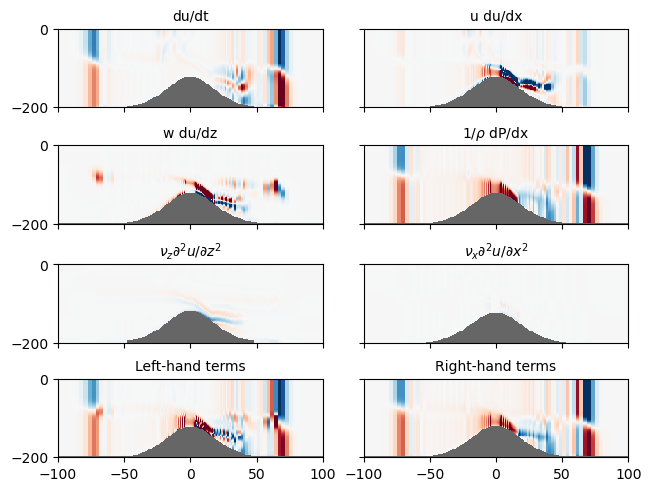 du/dt
u du/dx
0
−200
w du/dz
1/ρ dP/dx
0
−200
ν_z∂²u/∂z²
ν_x∂²u/∂x²
0
−200
Left-hand terms
Right-hand terms
0
−200
−100 −50 0 50 100
−100 −50 0 50 100